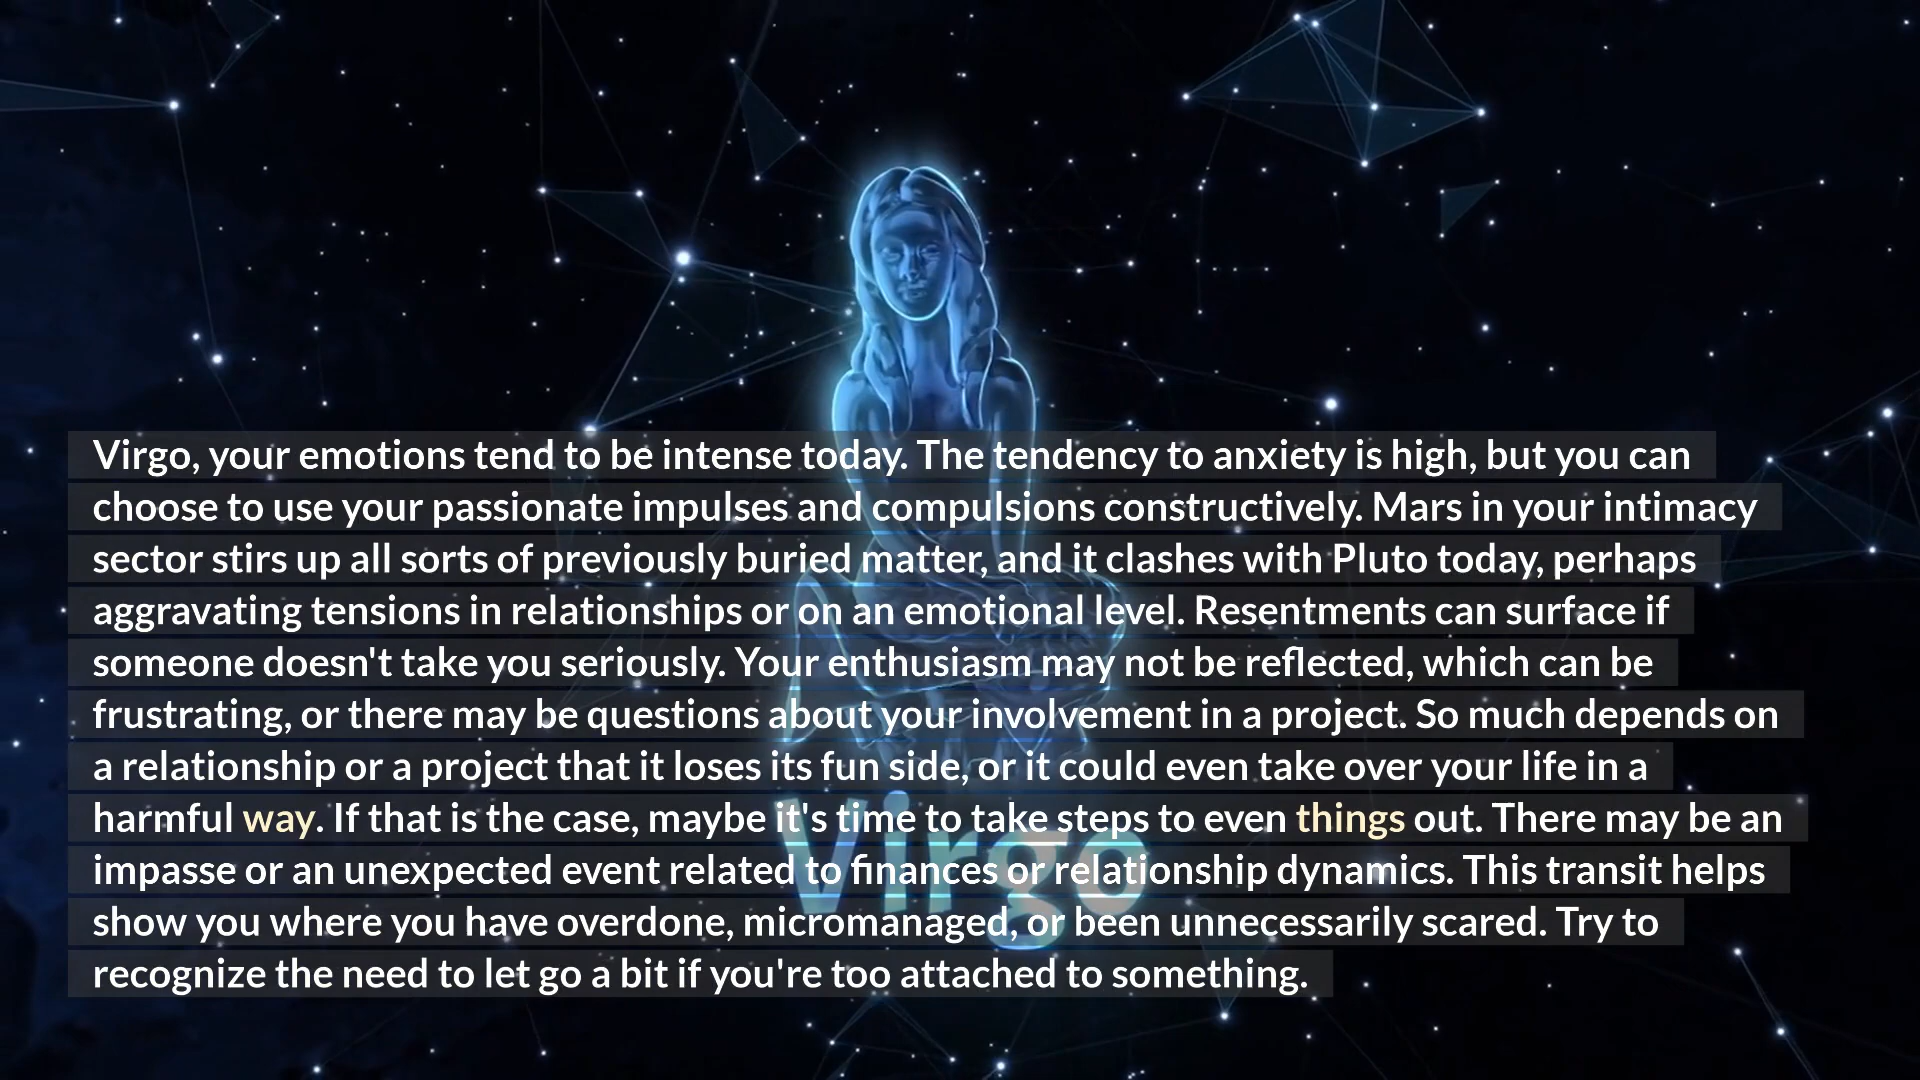 Virgo, your emotions tend to be intense today. The tendency to anxiety is high, but you can
choose to use your passionate impulses and compulsions constructively. Mars in your intimacy
sector stirs up all sorts of previously buried matter, and it clashes with Pluto today, perhaps
aggravating tensions in relationships or on an emotional level. Resentments can surface if
someone doesn't take you seriously. Your enthusiasm may not be reflected, which can be
frustrating, or there may be questions about your involvement in a project. So much depends on
a relationship or a project that it loses its fun side, or it could even take over your life in a
harmful way. If that is the case, maybe it's time to take steps to even things out. There may be an
impasse or an unexpected event related to finances or relationship dynamics. This transit helps
show you where you have overdone, micromanaged, or been unnecessarily scared. Try to
recognize the need to let go a bit if you're too attached to something.
Virgo